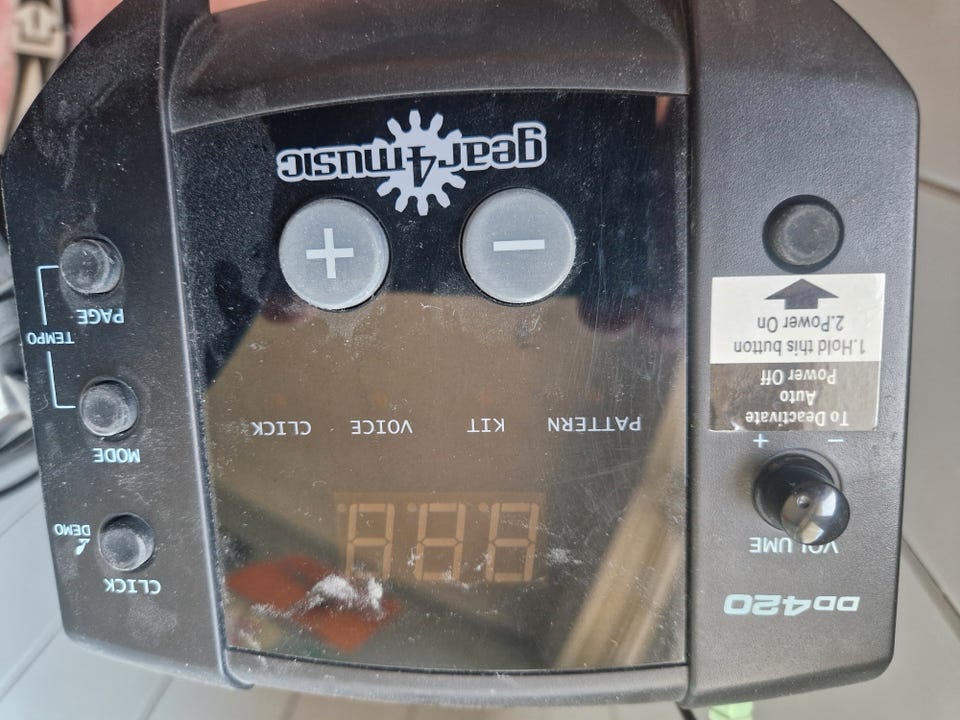 DD420
VOLUME
− +
To Deactivate
Auto
Power Off
1.Hold this button
2.Power On
PATTERN KIT VOICE CLICK
− +
gear4music
CLICK
DEMO
MODE
TEMPO
PAGE